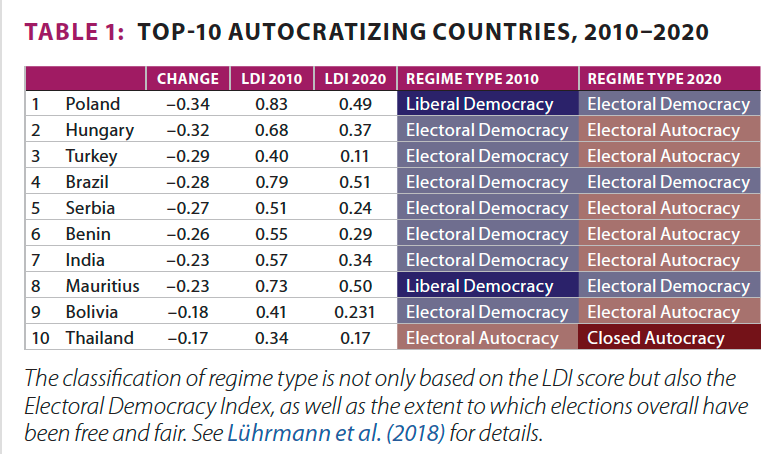 TABLE 1: TOP-10 AUTOCRATIZING COUNTRIES, 2010–2020
CHANGE LDI 2010 LDI 2020 REGIME TYPE 2010 REGIME TYPE 2020
1 Poland –0.34 0.83 0.49 Liberal Democracy Electoral Democracy
2 Hungary –0.32 0.68 0.37 Electoral Democracy Electoral Autocracy
3 Turkey –0.29 0.40 0.11 Electoral Democracy Electoral Autocracy
4 Brazil –0.28 0.79 0.51 Electoral Democracy Electoral Democracy
5 Serbia –0.27 0.51 0.24 Electoral Democracy Electoral Autocracy
6 Benin –0.26 0.55 0.29 Electoral Democracy Electoral Autocracy
7 India –0.23 0.57 0.34 Electoral Democracy Electoral Autocracy
8 Mauritius –0.23 0.73 0.50 Liberal Democracy Electoral Democracy
9 Bolivia –0.18 0.41 0.231 Electoral Democracy Electoral Autocracy
10 Thailand –0.17 0.34 0.17 Electoral Autocracy Closed Autocracy
The classification of regime type is not only based on the LDI score but also the
Electoral Democracy Index, as well as the extent to which elections overall have
been free and fair. See Lührmann et al. (2018) for details.